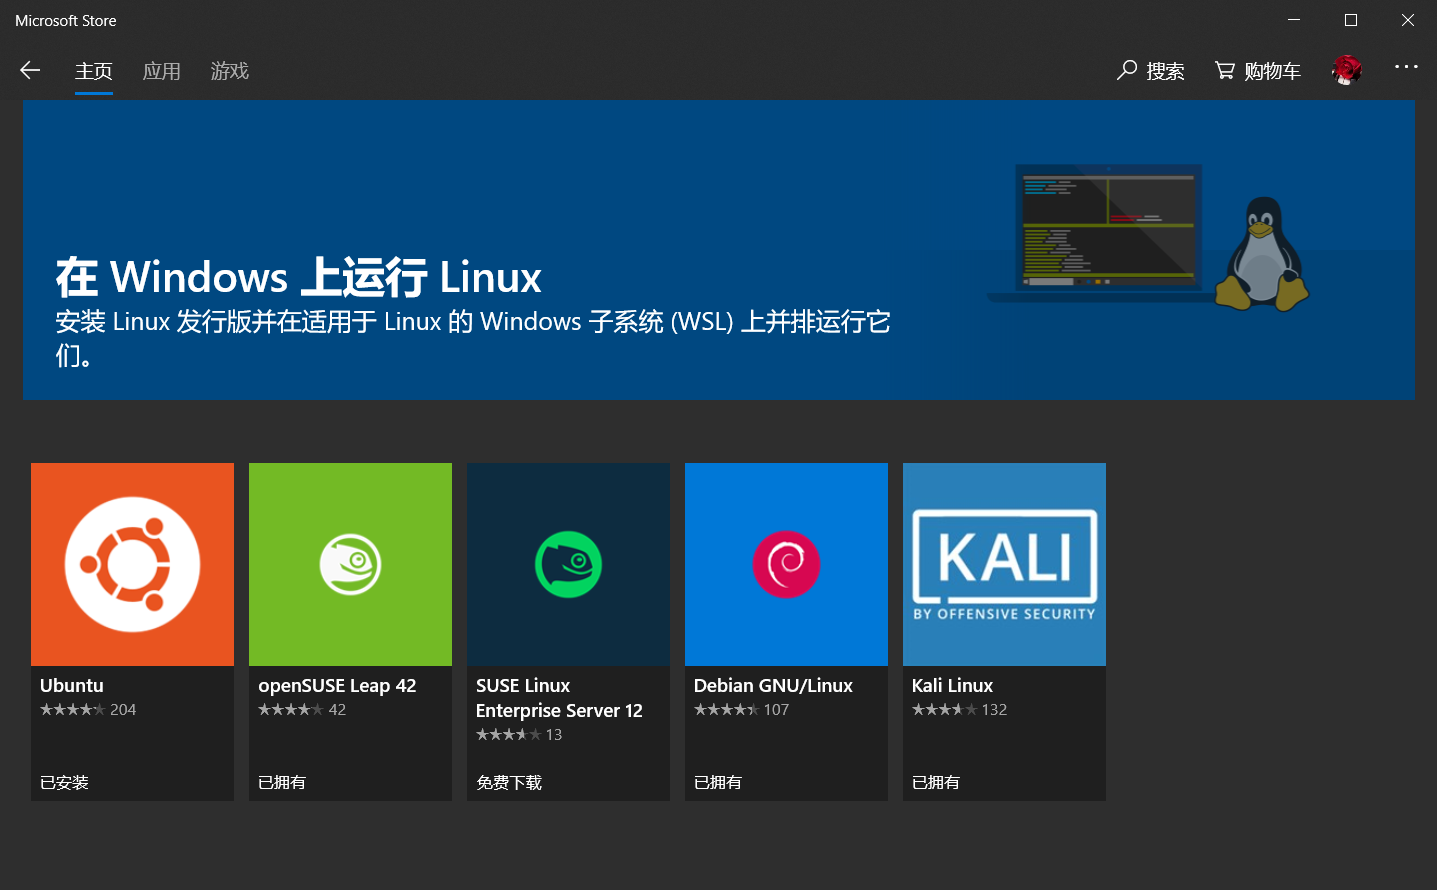 Microsoft Store
主页 应用 游戏 搜索 购物车
在 Windows 上运行 Linux
安装 Linux 发行版并在适用于 Linux 的 Windows 子系统 (WSL) 上并排运行它
们。
KALI
BY OFFENSIVE SECURITY
Ubuntu
204
已安装
openSUSE Leap 42
42
已拥有
SUSE Linux
Enterprise Server 12
13
免费下载
Debian GNU/Linux
107
已拥有
Kali Linux
132
已拥有